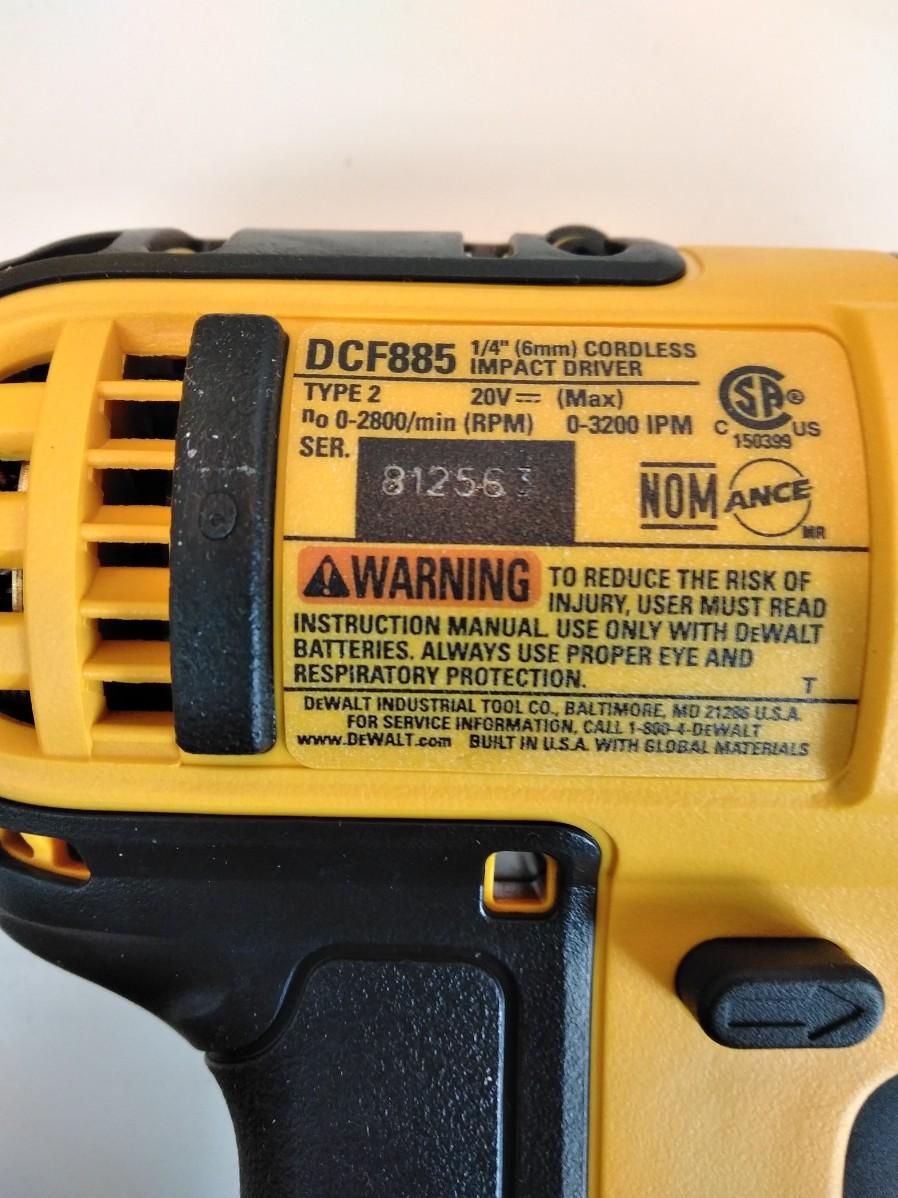 DCF885 1/4" (6mm) CORDLESS
IMPACT DRIVER
TYPE 2 20V⎓ (Max)
no 0-2800/min (RPM) 0-3200 IPM
SER.
812563
CSA®
C US
150399
NOM ANCE
MR
⚠WARNING TO REDUCE THE RISK OF
INJURY, USER MUST READ
INSTRUCTION MANUAL. USE ONLY WITH DEWALT
BATTERIES. ALWAYS USE PROPER EYE AND
RESPIRATORY PROTECTION.
T
DEWALT INDUSTRIAL TOOL CO., BALTIMORE, MD 21286 U.S.A.
FOR SERVICE INFORMATION, CALL 1-800-4-DEWALT
www.DEWALT.com BUILT IN U.S.A. WITH GLOBAL MATERIALS